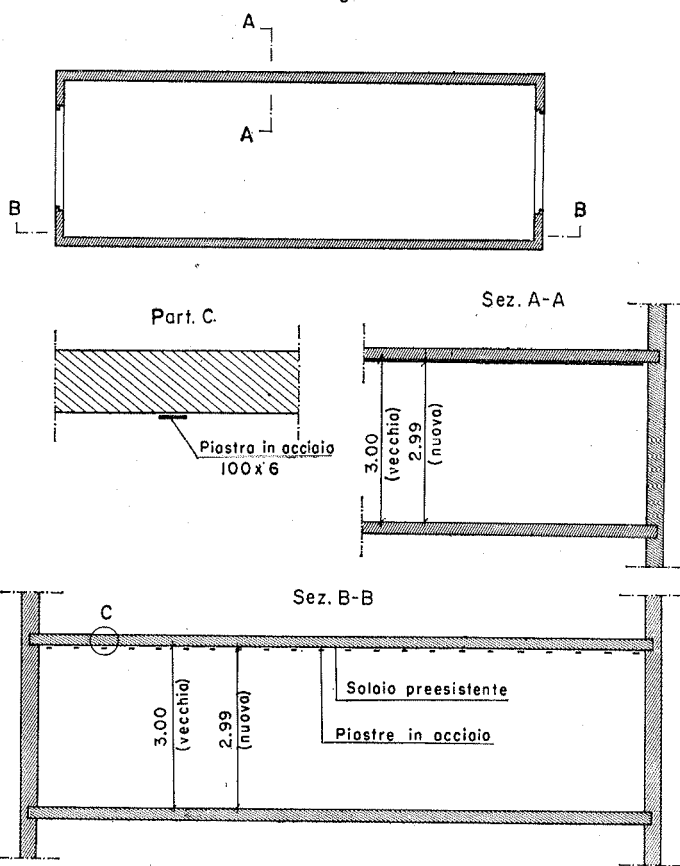 A
A
B
B
Part. C.
Sez. A-A
Piastra in acciaio
100x6
3.00
(vecchia)
2.99
(nuova)
Sez. B-B
C
3.00
(vecchia)
2.99
(nuova)
Solaio preesistente
Piastre in acciaio